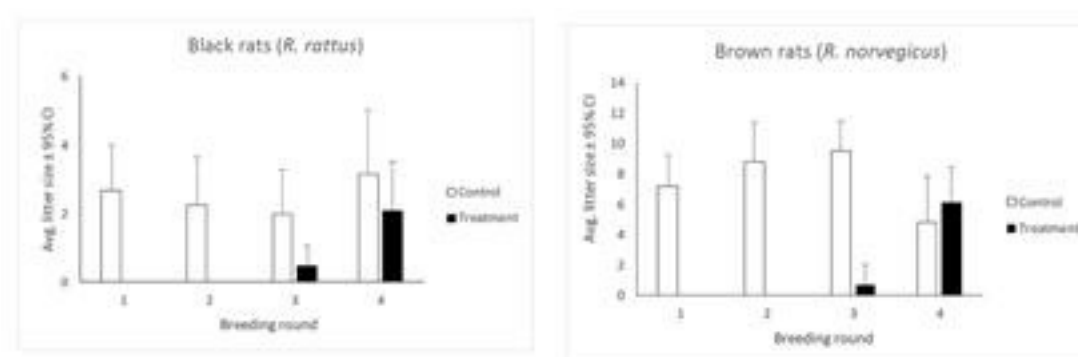 Black rats (R. rattus)
6
4
2
0
Avg. litter size ± 95% CI
1 2 3 4
Breeding round
Control
Treatment
Brown rats (R. norvegicus)
14
12
10
8
6
4
2
0
Avg. litter size ± 95% CI
1 2 3 4
Breeding round
Control
Treatment